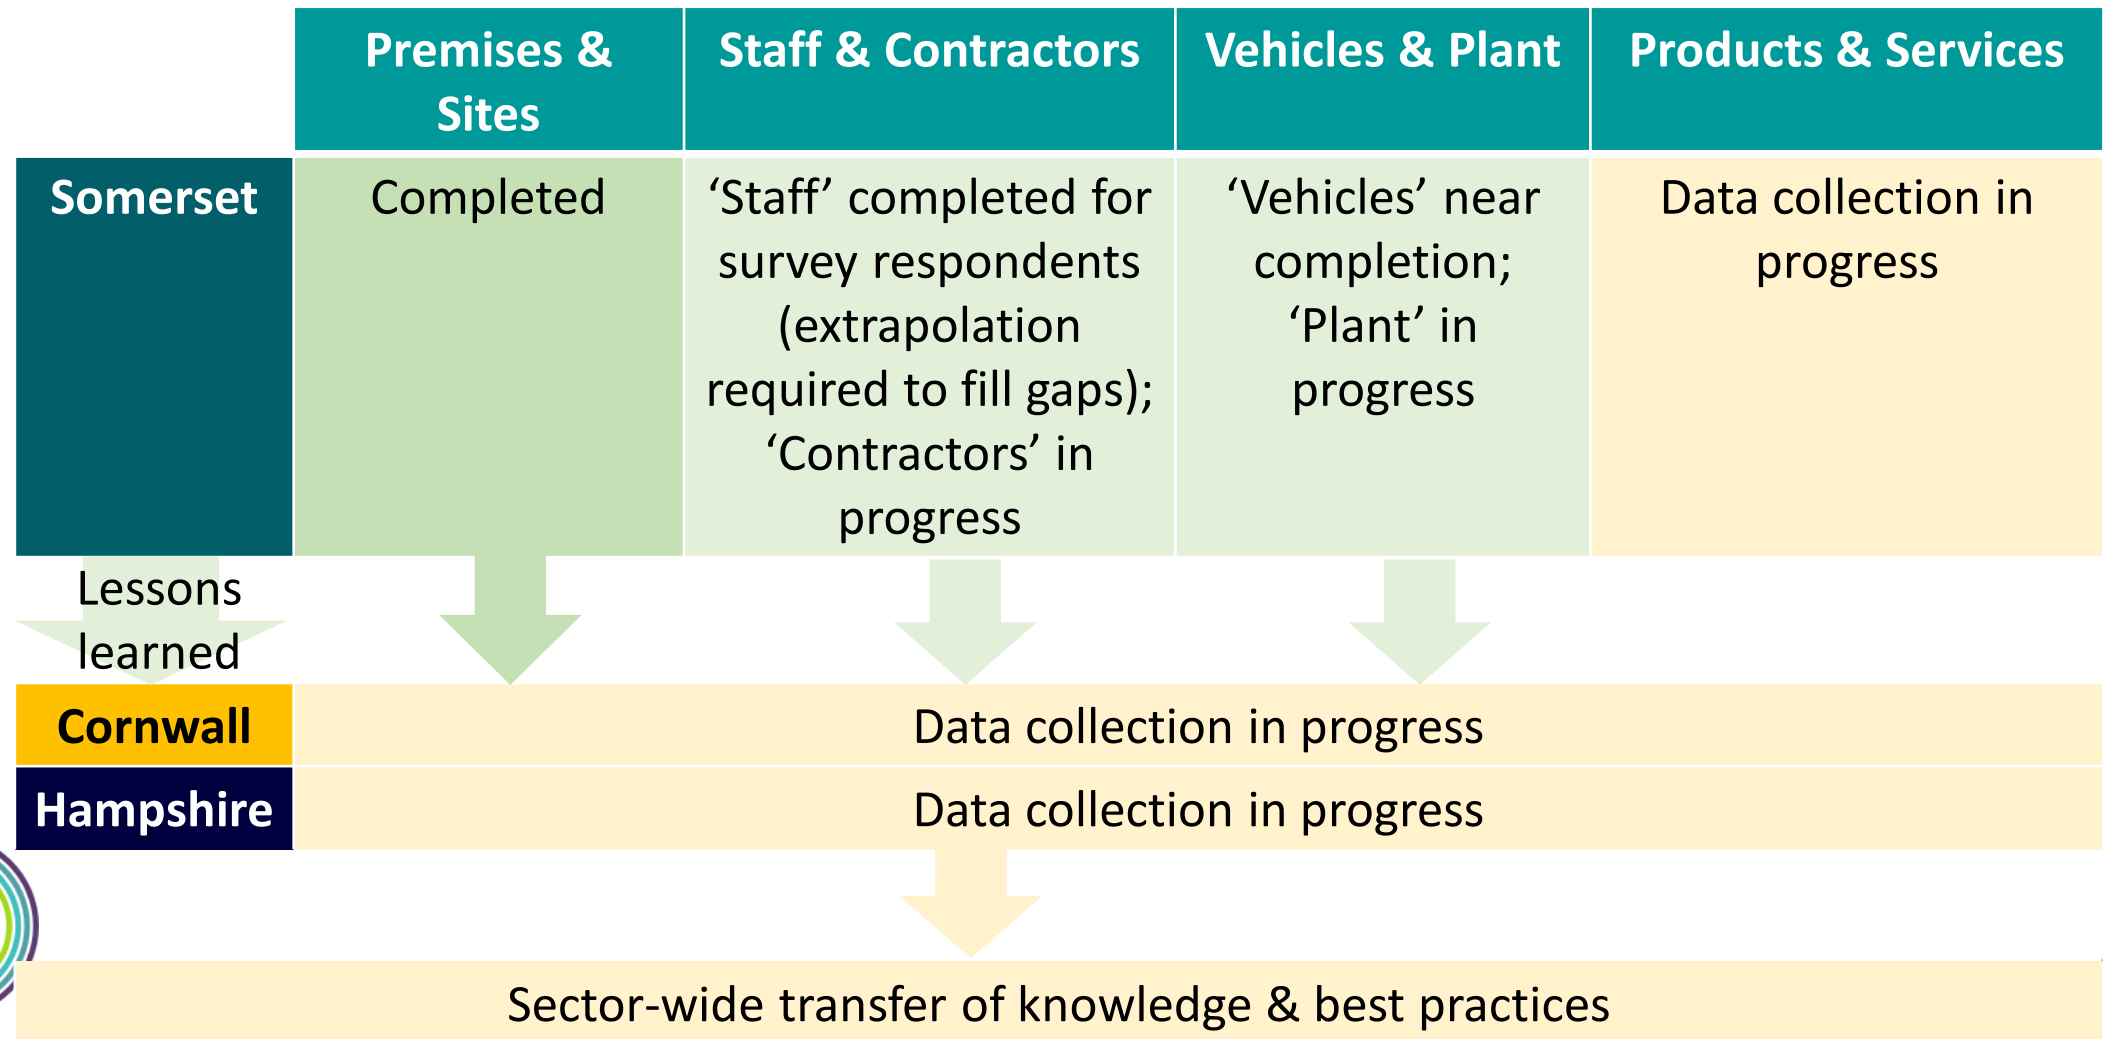 Premises &
Sites
Staff & Contractors
Vehicles & Plant
Products & Services
Somerset
Completed
‘Staff’ completed for
survey respondents
(extrapolation
required to fill gaps);
‘Contractors’ in
progress
‘Vehicles’ near
completion;
‘Plant’ in
progress
Data collection in
progress
Lessons
learned
Cornwall
Data collection in progress
Hampshire
Data collection in progress
Sector-wide transfer of knowledge & best practices